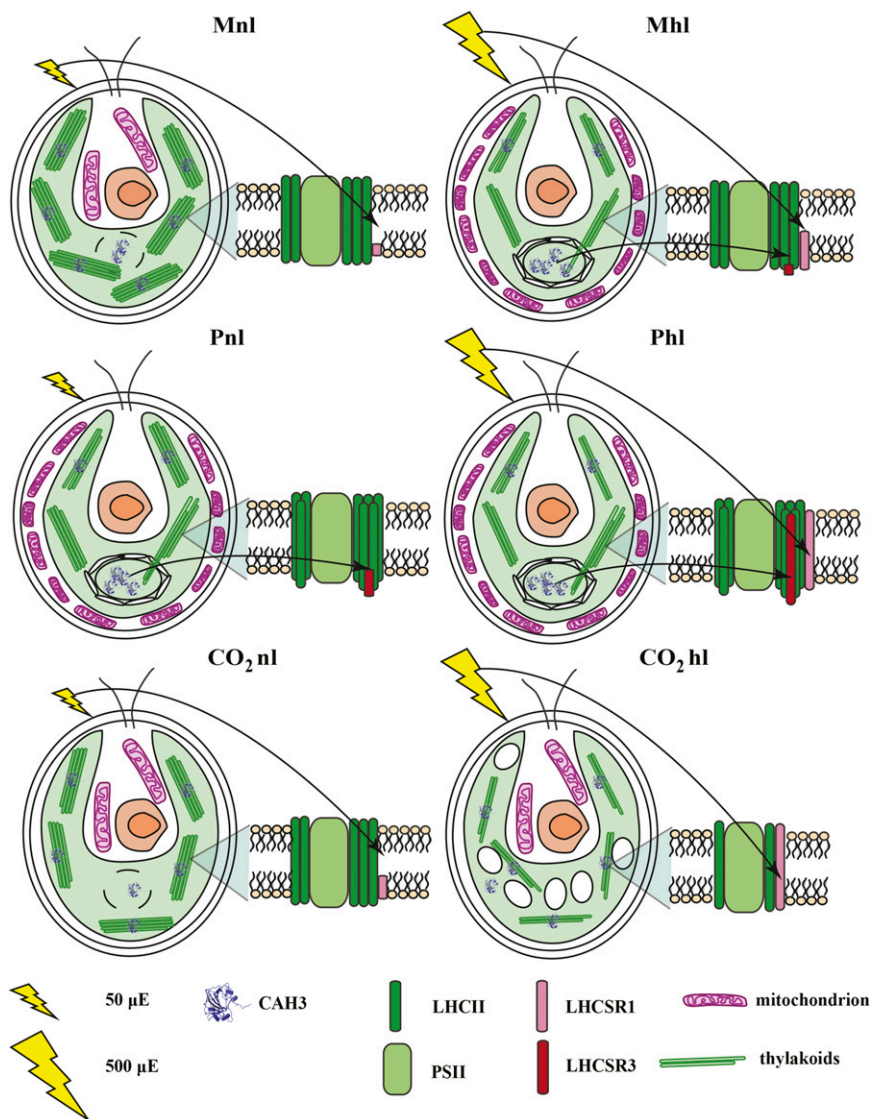 Mnl
Mhl
Pnl
Phl
CO₂ nl
CO₂ hl
50 µE
CAH3
LHCII
LHCSR1
mitochondrion
500 µE
PSII
LHCSR3
thylakoids